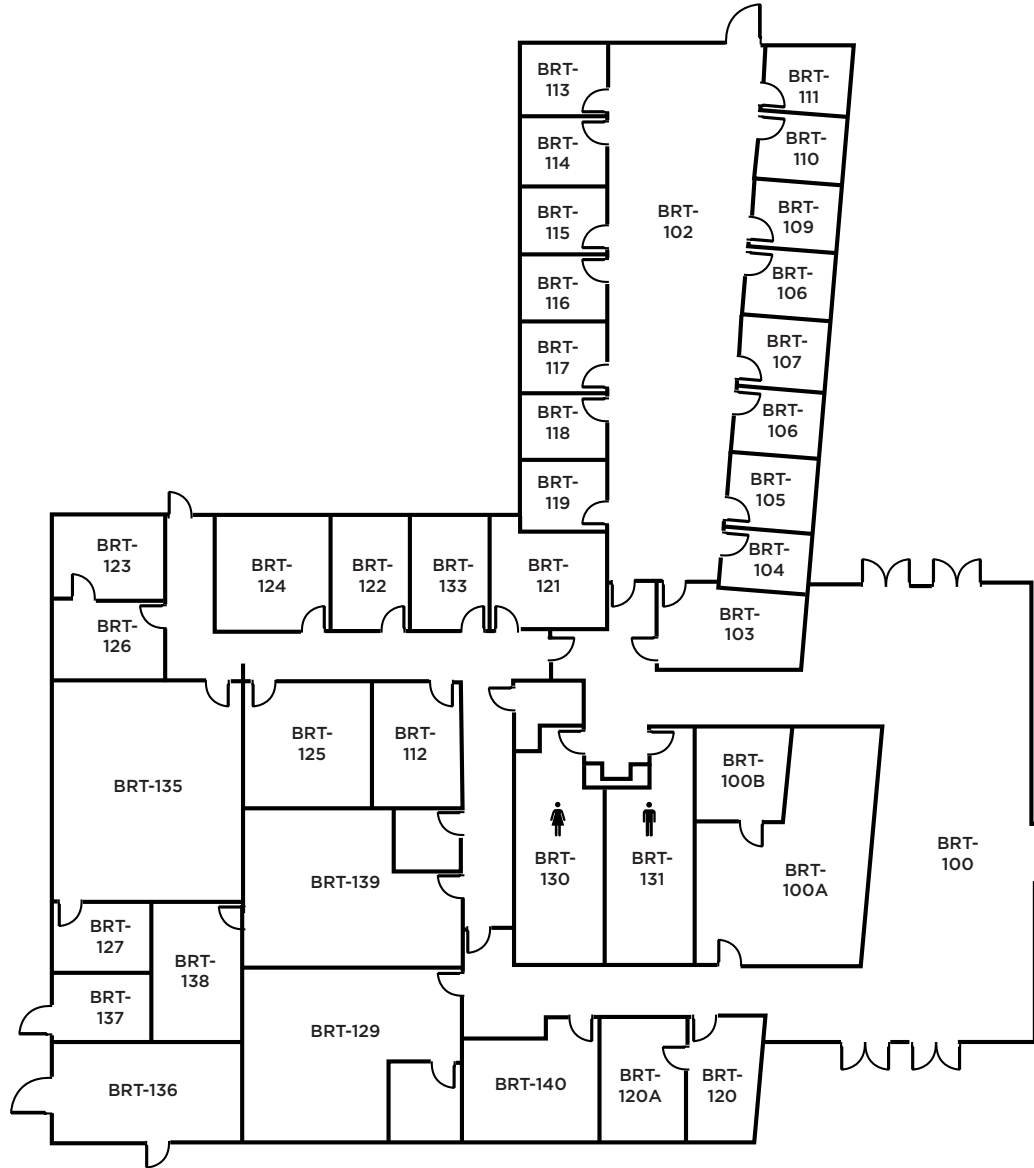 BRT-
113
BRT-
111
BRT-
114
BRT-
110
BRT-
115
BRT-
102
BRT-
109
BRT-
116
BRT-
106
BRT-
117
BRT-
107
BRT-
118
BRT-
106
BRT-
119
BRT-
105
BRT-
123
BRT-
124
BRT-
122
BRT-
133
BRT-
121
BRT-
104
BRT-
126
BRT-
103
BRT-
125
BRT-
112
BRT-
100B
BRT-135
BRT-
130
BRT-
131
BRT-
100A
BRT-
100
BRT-139
BRT-
127
BRT-
138
BRT-
137
BRT-129
BRT-136
BRT-140
BRT-
120A
BRT-
120